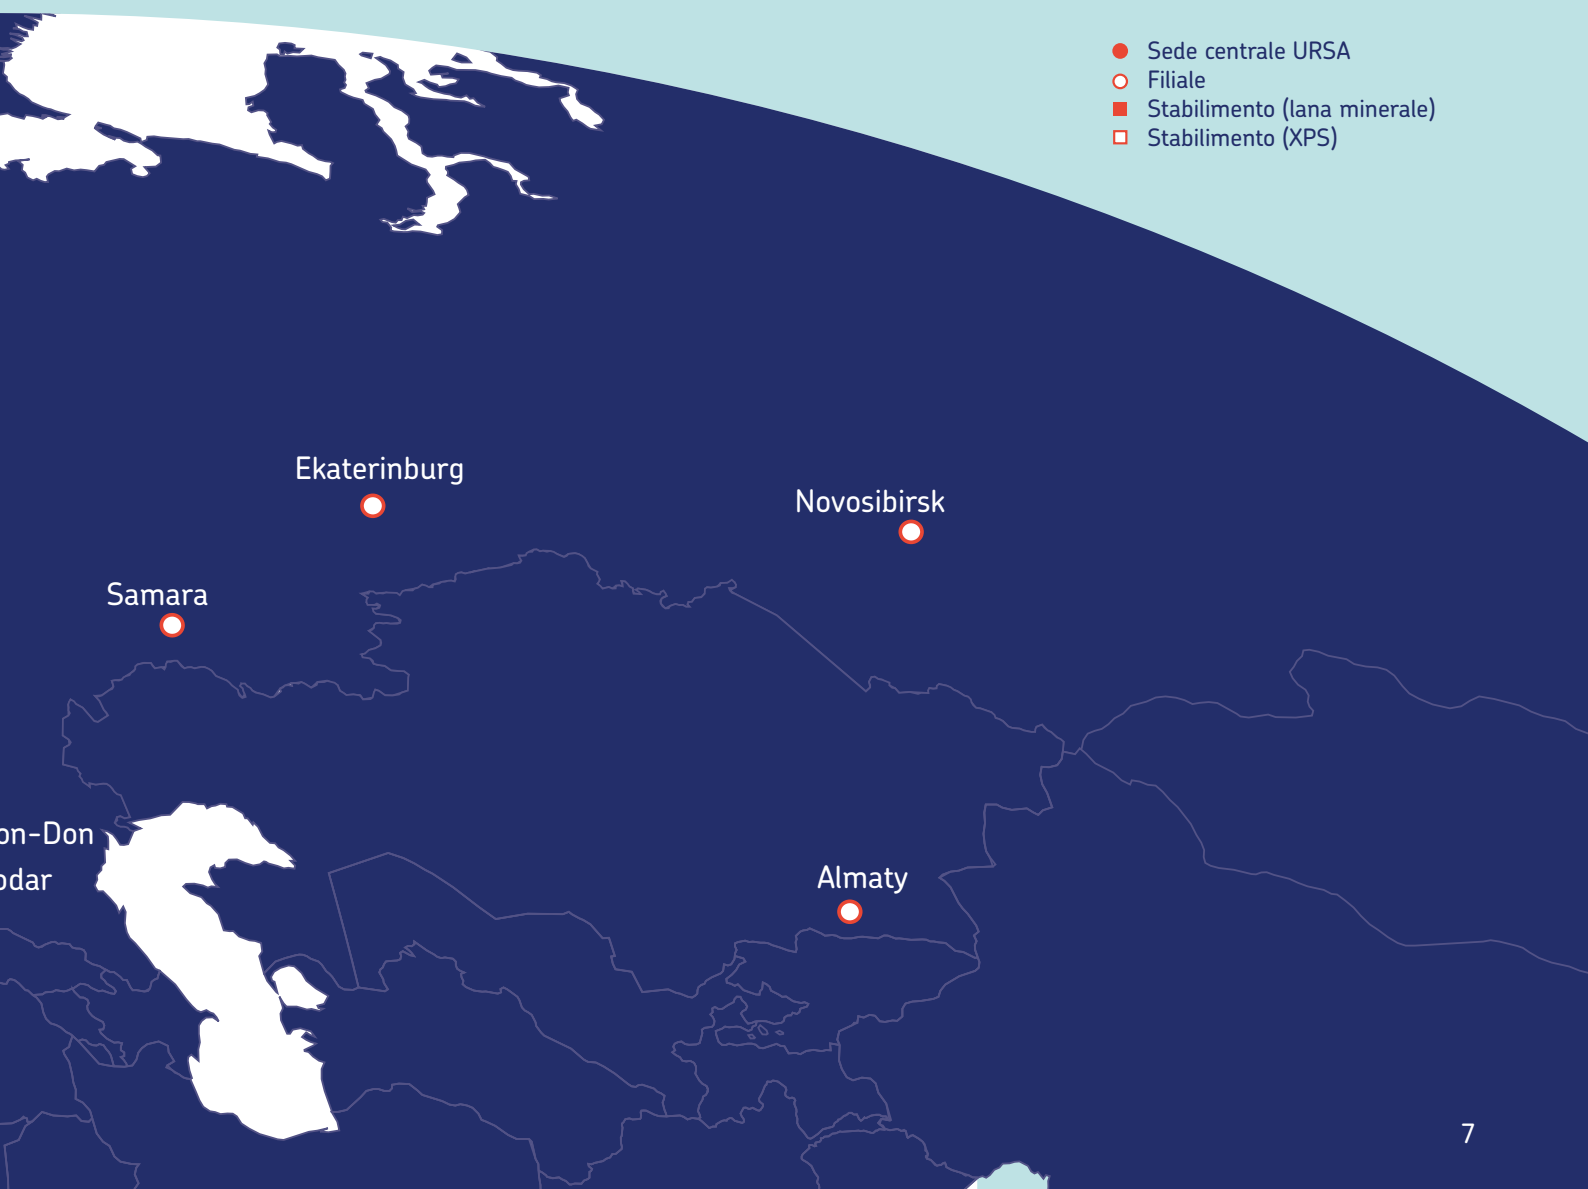 Sede centrale URSA
Filiale
Stabilimento (lana minerale)
Stabilimento (XPS)
Ekaterinburg
Novosibirsk
Samara
on-Don
odar
Almaty
7